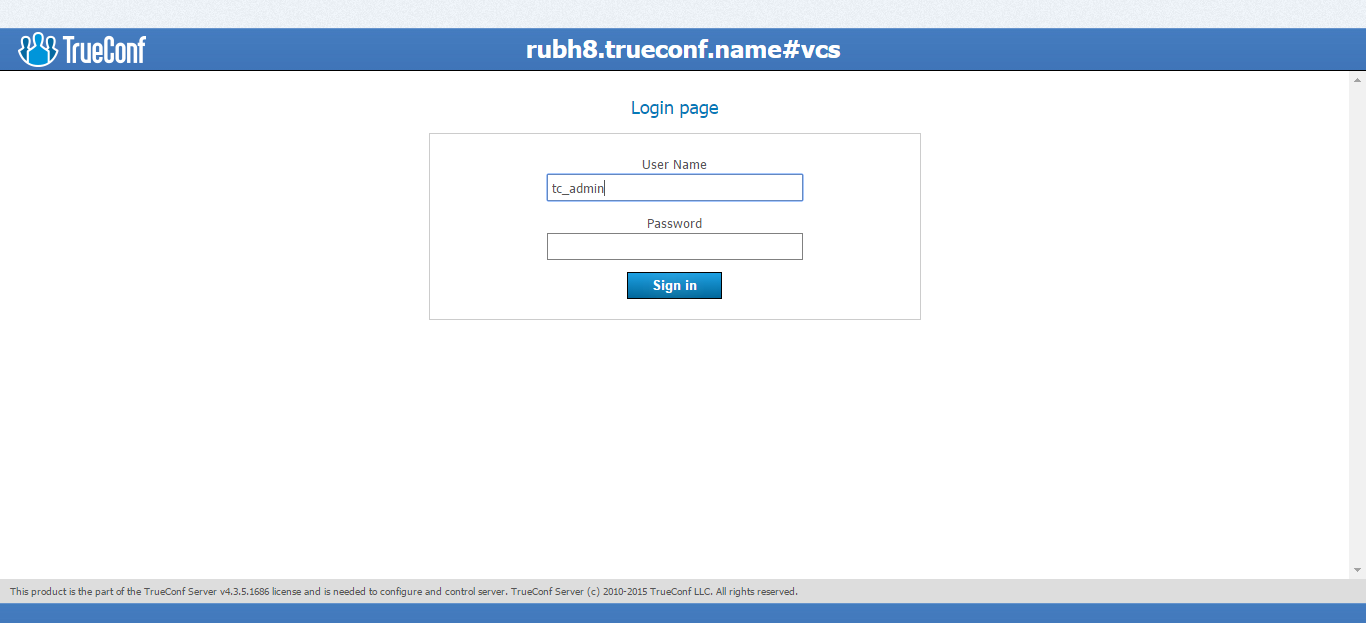 TrueConf
rubh8.trueconf.name#vcs
Login page
User Name
tc_admin
Password
Sign in
This product is the part of the TrueConf Server v4.3.5.1686 license and is needed to configure and control server. TrueConf Server (c) 2010-2015 TrueConf LLC. All rights reserved.